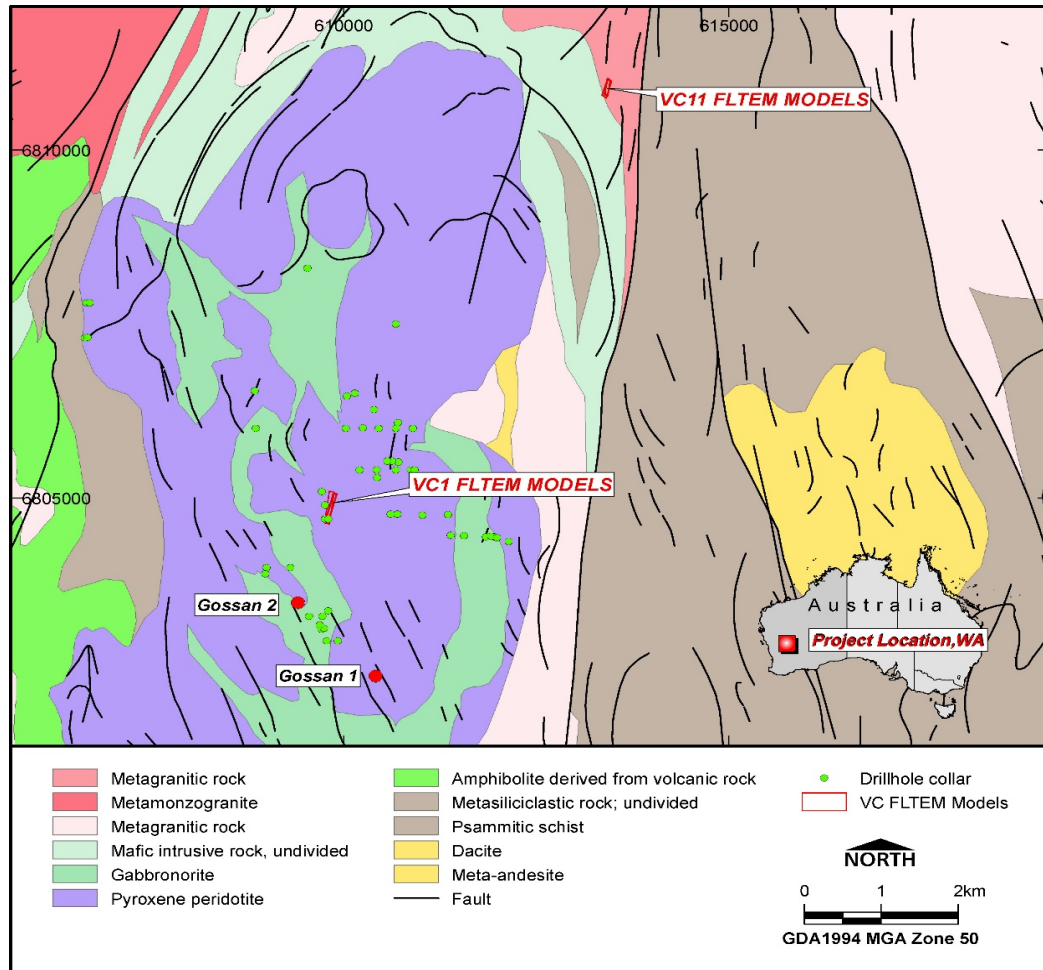 610000
615000
VC11 FLTEM MODELS
6810000
6805000
VC1 FLTEM MODELS
Gossan 2
Gossan 1
Australia
Project Location,WA
Metagranitic rock
Metamonzogranite
Metagranitic rock
Mafic intrusive rock, undivided
Gabbronorite
Pyroxene peridotite
Amphibolite derived from volcanic rock
Metasiliciclastic rock; undivided
Psammitic schist
Dacite
Meta-andesite
Fault
Drillhole collar
VC FLTEM Models
NORTH
0 1 2km
GDA1994 MGA Zone 50